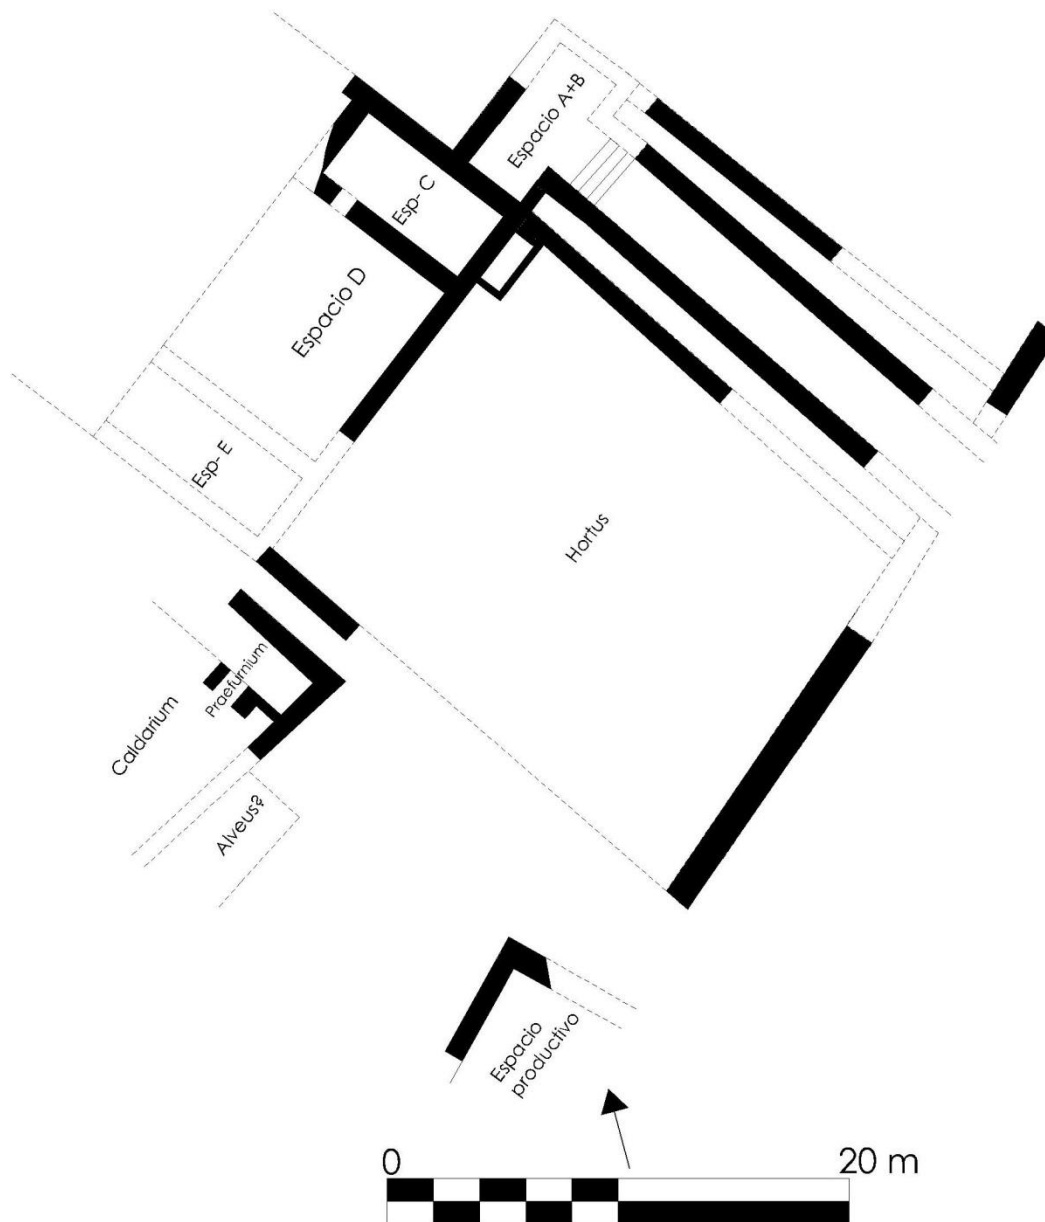 Espacio A+B
Esp- C
Espacio D
Esp- E
Hortus
Praefurnium
Caldarium
Alveus?
Espacio
productivo
0
20 m